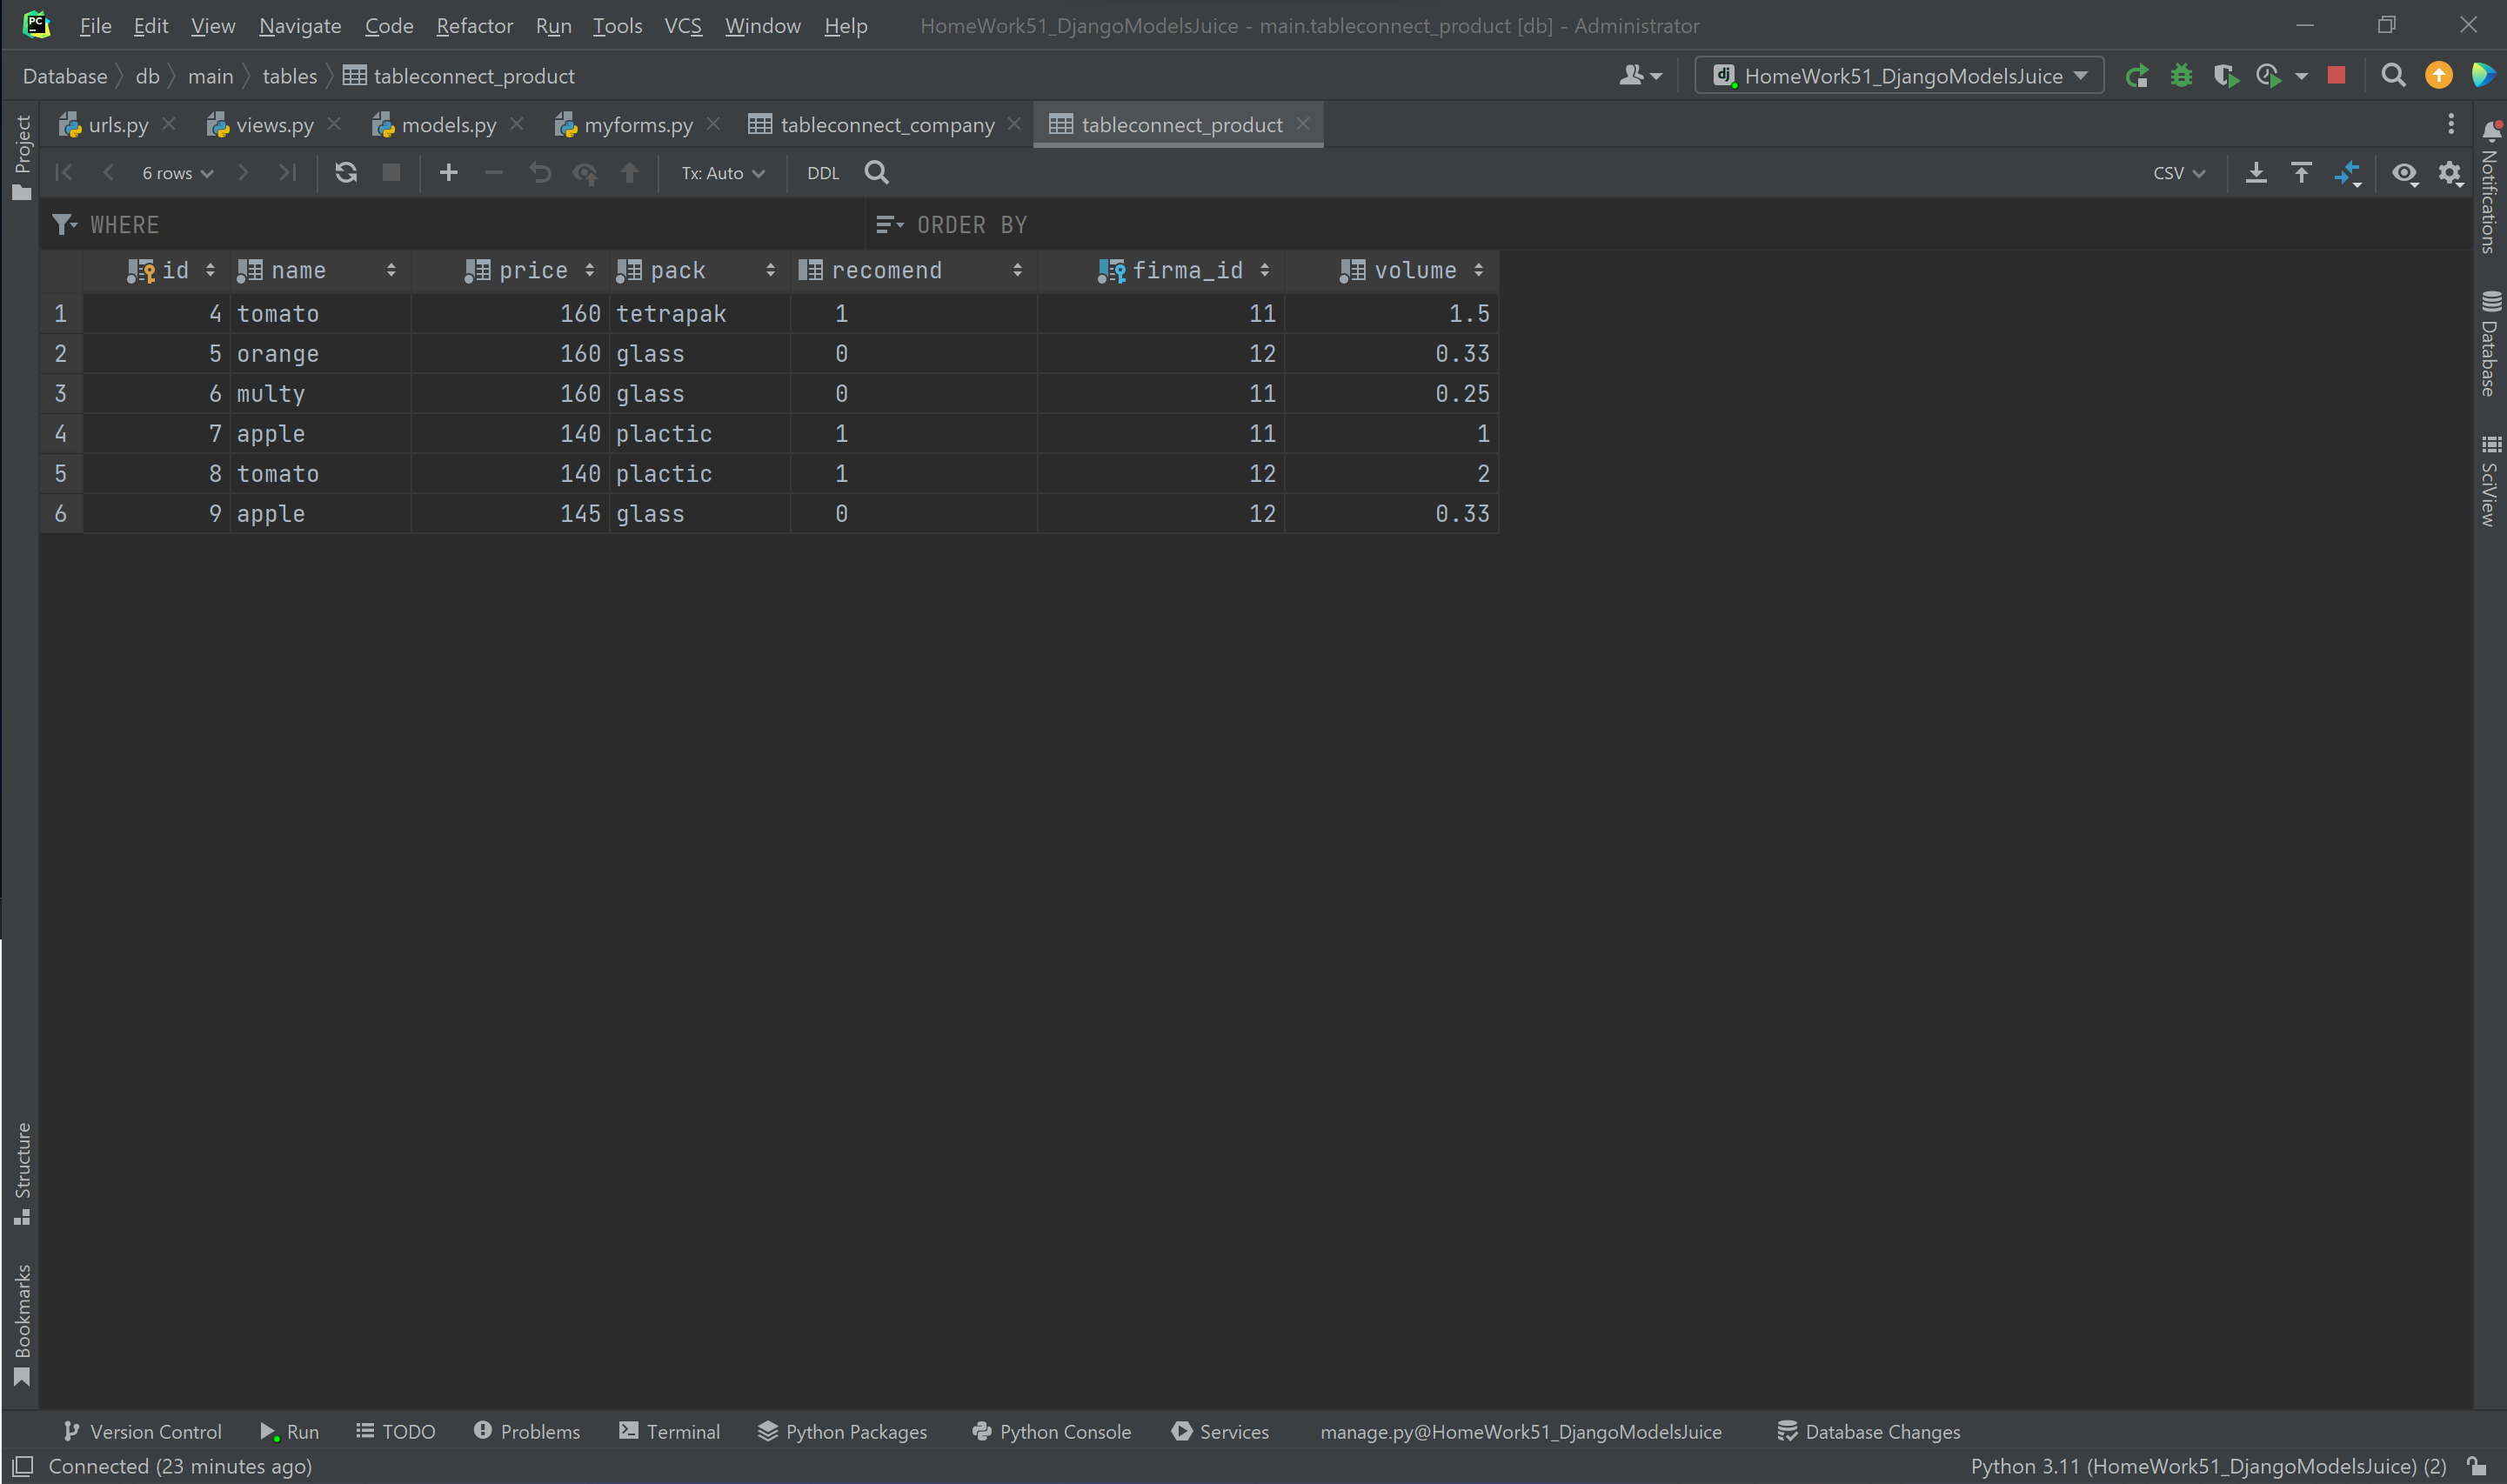 PC
File Edit View Navigate Code Refactor Run Tools VCS Window Help HomeWork51_DjangoModelsJuice - main.tableconnect_product [db] - Administrator
Database db main tables tableconnect_product dj HomeWork51_DjangoModelsJuice
urls.py views.py models.py myforms.py tableconnect_company tableconnect_product
6 rows Tx: Auto DDL CSV
WHERE ORDER BY
id name price pack recomend firma_id volume
1 4 tomato 160 tetrapak 1 11 1.5
2 5 orange 160 glass 0 12 0.33
3 6 multy 160 glass 0 11 0.25
4 7 apple 140 plactic 1 11 1
5 8 tomato 140 plactic 1 12 2
6 9 apple 145 glass 0 12 0.33
Project
Structure
Bookmarks
Notifications
Database
SciView
Version Control Run TODO Problems Terminal Python Packages Python Console Services manage.py@HomeWork51_DjangoModelsJuice Database Changes
Connected (23 minutes ago) Python 3.11 (HomeWork51_DjangoModelsJuice) (2)